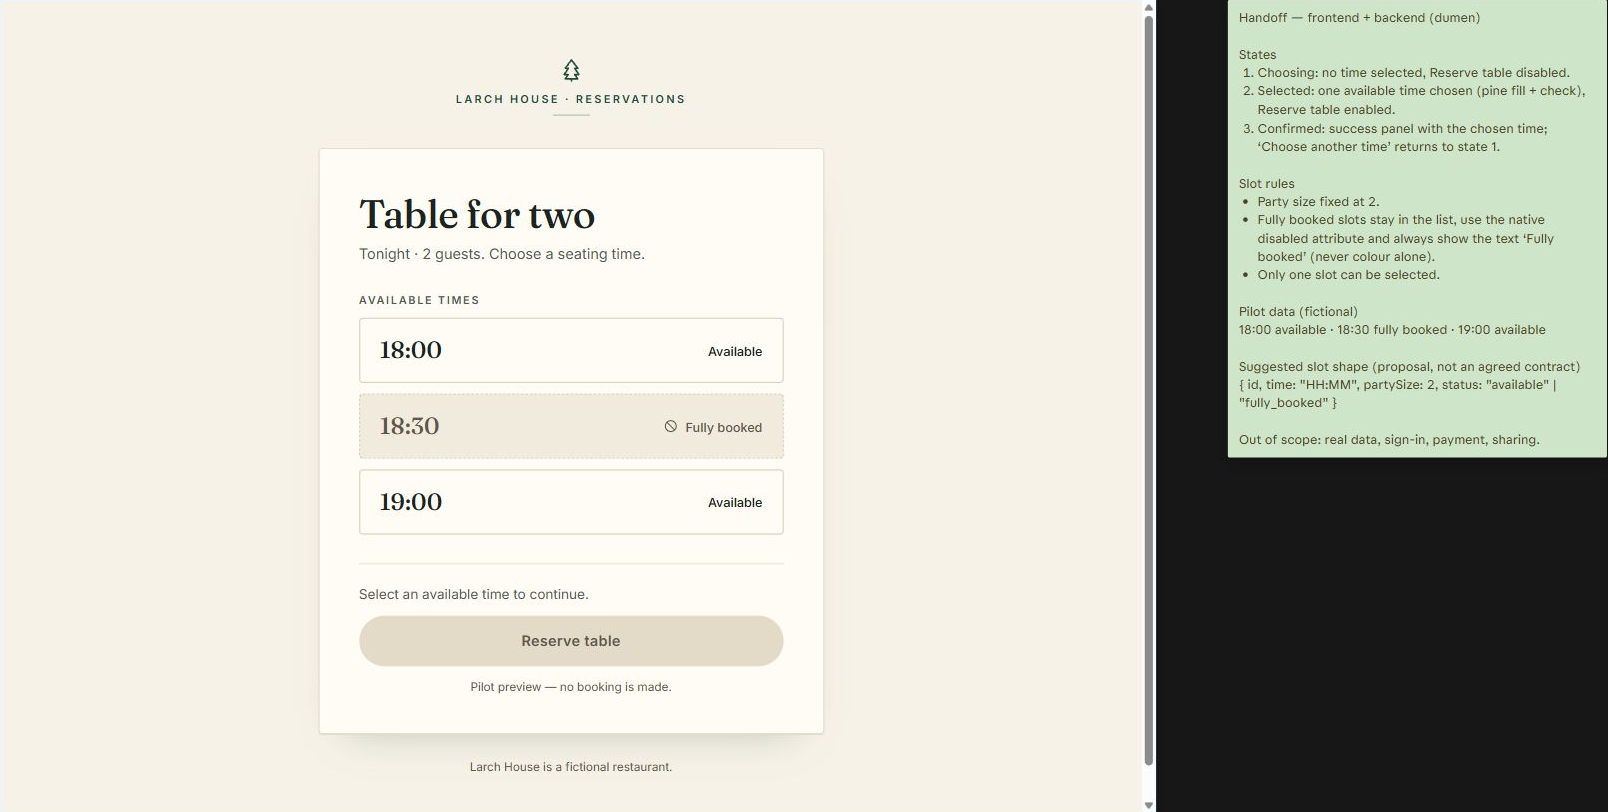 LARCH HOUSE · RESERVATIONS
Table for two
Tonight · 2 guests. Choose a seating time.
AVAILABLE TIMES
18:00 Available
18:30 Fully booked
19:00 Available
Select an available time to continue.
Reserve table
Pilot preview — no booking is made.
Larch House is a fictional restaurant.
Handoff — frontend + backend (dumen)
States
1. Choosing: no time selected, Reserve table disabled.
2. Selected: one available time chosen (pine fill + check),
Reserve table enabled.
3. Confirmed: success panel with the chosen time;
‘Choose another time’ returns to state 1.
Slot rules
• Party size fixed at 2.
• Fully booked slots stay in the list, use the native
disabled attribute and always show the text ‘Fully
booked’ (never colour alone).
• Only one slot can be selected.
Pilot data (fictional)
18:00 available · 18:30 fully booked · 19:00 available
Suggested slot shape (proposal, not an agreed contract)
{ id, time: "HH:MM", partySize: 2, status: "available" |
"fully_booked" }
Out of scope: real data, sign-in, payment, sharing.